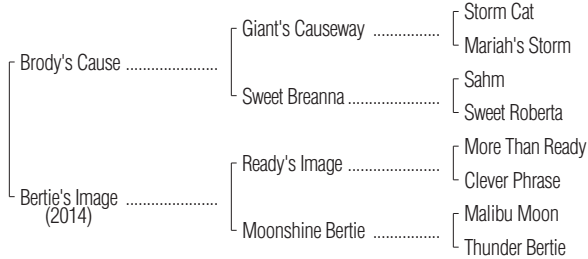 Storm Cat
Giant's Causeway ..................
Mariah's Storm
Brody's Cause ......................
Sahm
Sweet Breanna ......................
Sweet Roberta
More Than Ready
Ready's Image ......................
Clever Phrase
Bertie's Image ......................
(2014)
Malibu Moon
Moonshine Bertie ..................
Thunder Bertie